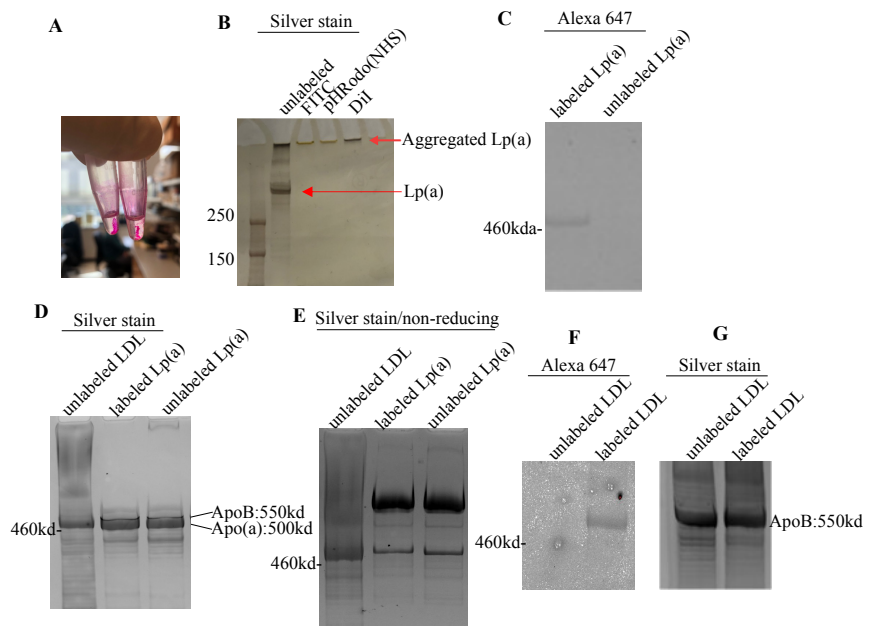 A
B
Silver stain
unlabeled
FITC
pHRodo(NHS)
DiI
Aggregated Lp(a)
Lp(a)
250
150
C
Alexa 647
labeled Lp(a)
unlabeled Lp(a)
460kda-
D
Silver stain
unlabeled LDL
labeled Lp(a)
unlabeled Lp(a)
ApoB:550kd
Apo(a):500kd
460kd-
E
Silver stain/non-reducing
unlabeled LDL
labeled Lp(a)
unlabeled Lp(a)
460kd-
F
Alexa 647
unlabeled LDL
labeled LDL
460kd-
G
Silver stain
unlabeled LDL
labeled LDL
ApoB:550kd